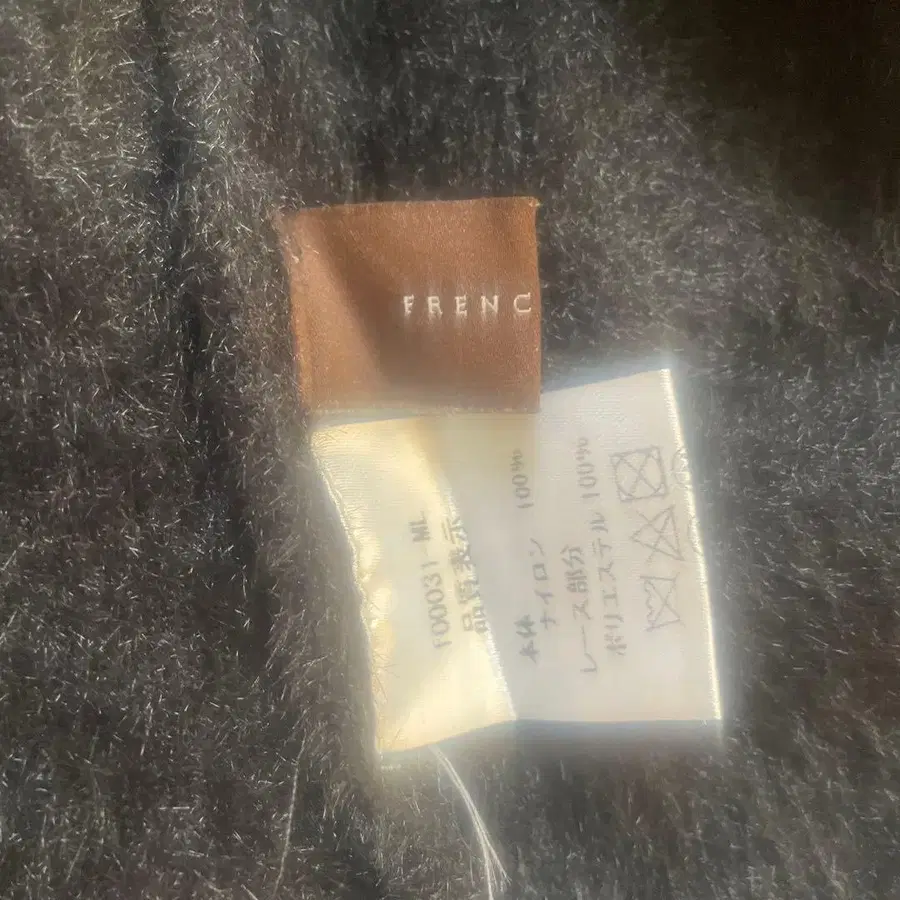 FRENC
F00031-ML
品質表示
本体
ナイロン 100%
レース部分
ポリエステル 100%